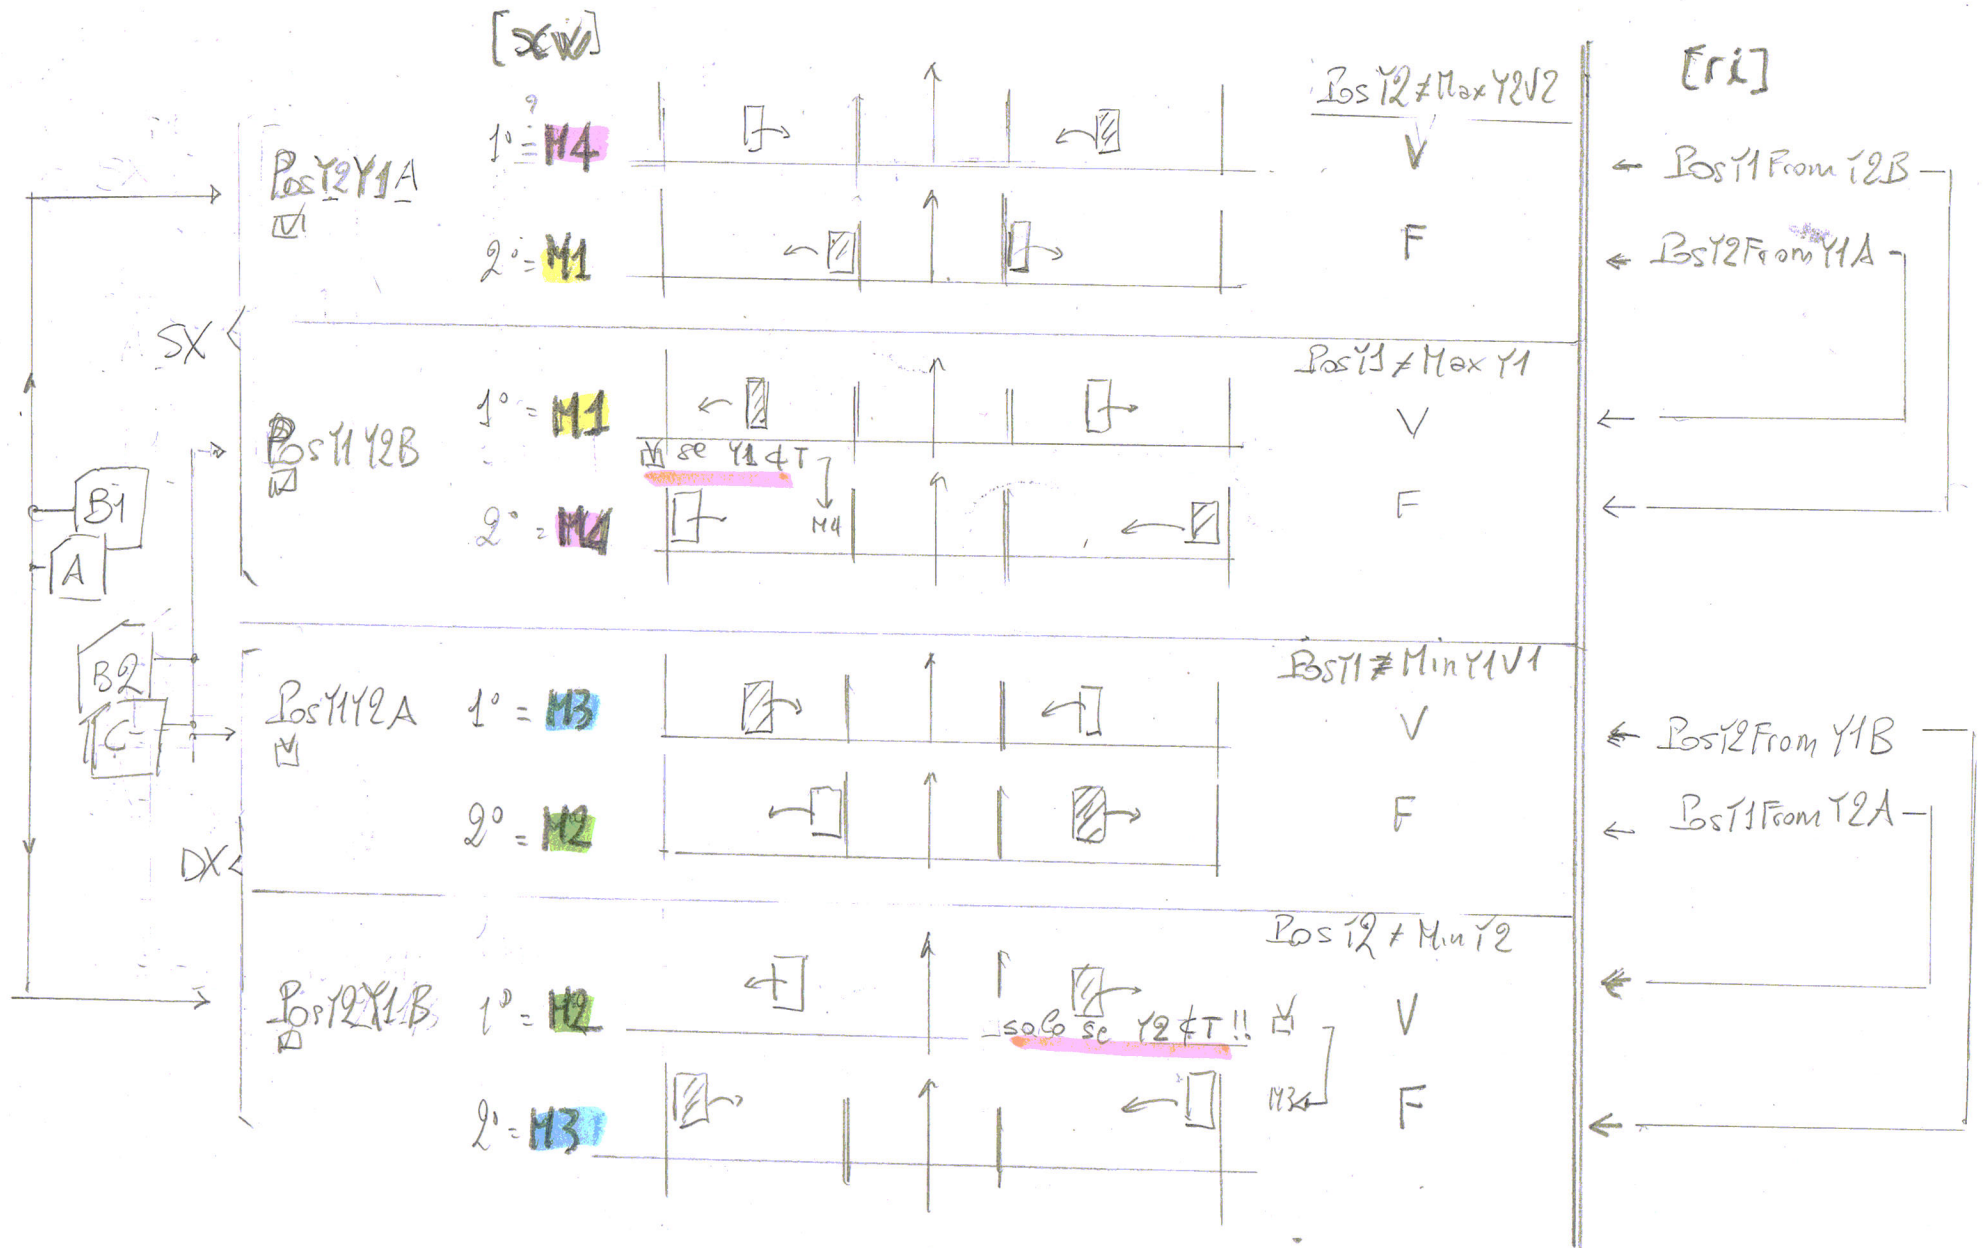 [xw]
[ri]
PosY2≠MaxY2V2
PosY2Y1A
?
1° = M4
V
← PosY1FromY2B
2° = M1
F
← PosY2FromY1A
SX
PosY1≠MaxY1
PosY1Y2B
1° = M1
V
se Y1 ¢ T
M4
2° = M4
F
B1
A
B2
C
PosY1≠MinY1V1
PosY1Y2A
1° = M3
V
← PosY2FromY1B
2° = M2
F
← PosY1FromY2A
DX
PosY2≠MinY2
PosY2Y1B
1° = M2
V
solo se Y2 ¢ T !!
M3
2° = M3
F